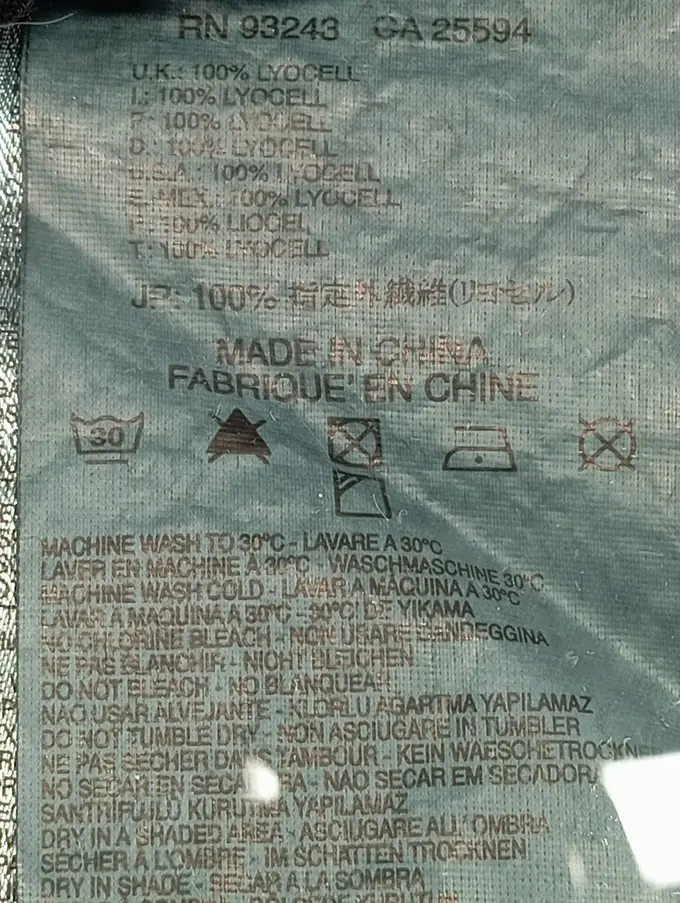 RN 93243 CA 25594
U.K.: 100% LYOCELL
I.: 100% LYOCELL
F.: 100% LYOCELL
D.: 100% LYOCELL
U.S.A.: 100% LYOCELL
E.-MEX.: 100% LYOCELL
P.: 100% LIOCEL
T.: 100% LYOCELL
JP: 100% 指定外繊維(リヨセル)
MADE IN CHINA
FABRIQUE' EN CHINE
30
MACHINE WASH TO 30°C - LAVARE A 30°C
LAVER EN MACHINE À 30°C - WASCHMASCHINE 30°C
MACHINE WASH COLD - LAVAR A MÁQUINA A 30°C
LAVAR A MAQUINA A 30°C - 30°C' DE YIKAMA
NO CHLORINE BLEACH - NON USARE CANDEGGINA
NE PAS BLANCHIR - NICHT BLEICHEN
DO NOT BLEACH - NO BLANQUEAR
NAO USAR ALVEJANTE - KLORLU AGARTMA YAPILAMAZ
DO NOT TUMBLE DRY - NON ASCIUGARE IN TUMBLER
NE PAS SÉCHER DANS TAMBOUR - KEIN WAESCHETROCKNER
NO SECAR EN - NAO SECAR EM SECADORA
SANTRIFUJLU KURUTMA YAPILAMAZ
DRY IN A SHADED AREA - ASCIUGARE ALL' OMBRA
SÉCHER À L'OMBRE - IM SCHATTEN TROCKNEN
DRY IN SHADE - SECAR A LA SOMBRA